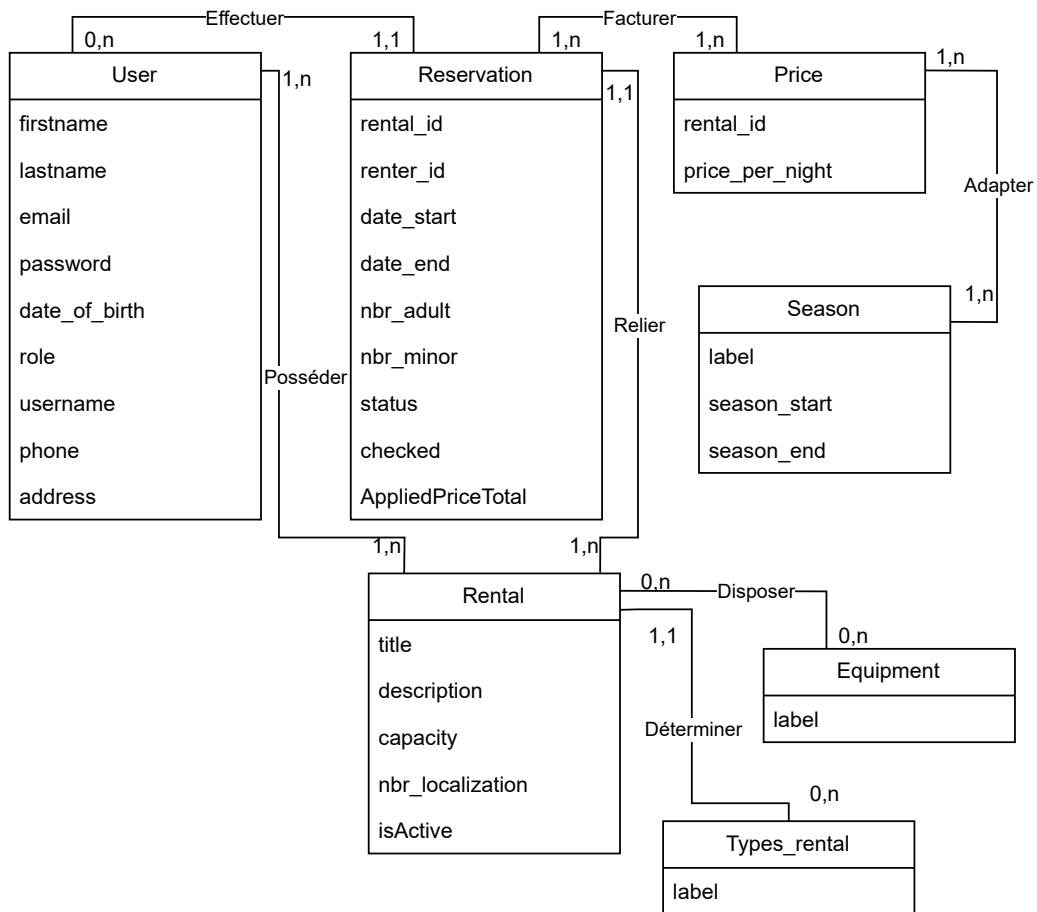 Effectuer
Facturer
0,n
1,1
1,n
1,n
User
firstname
lastname
email
password
date_of_birth
role
username
phone
address
1,n
Posséder
Reservation
rental_id
renter_id
date_start
date_end
nbr_adult
nbr_minor
status
checked
AppliedPriceTotal
1,1
Relier
Price
rental_id
price_per_night
1,n
Adapter
1,n
Season
label
season_start
season_end
1,n
1,n
Rental
title
description
capacity
nbr_localization
isActive
0,n
Disposer
0,n
1,1
Déterminer
0,n
Equipment
label
Types_rental
label